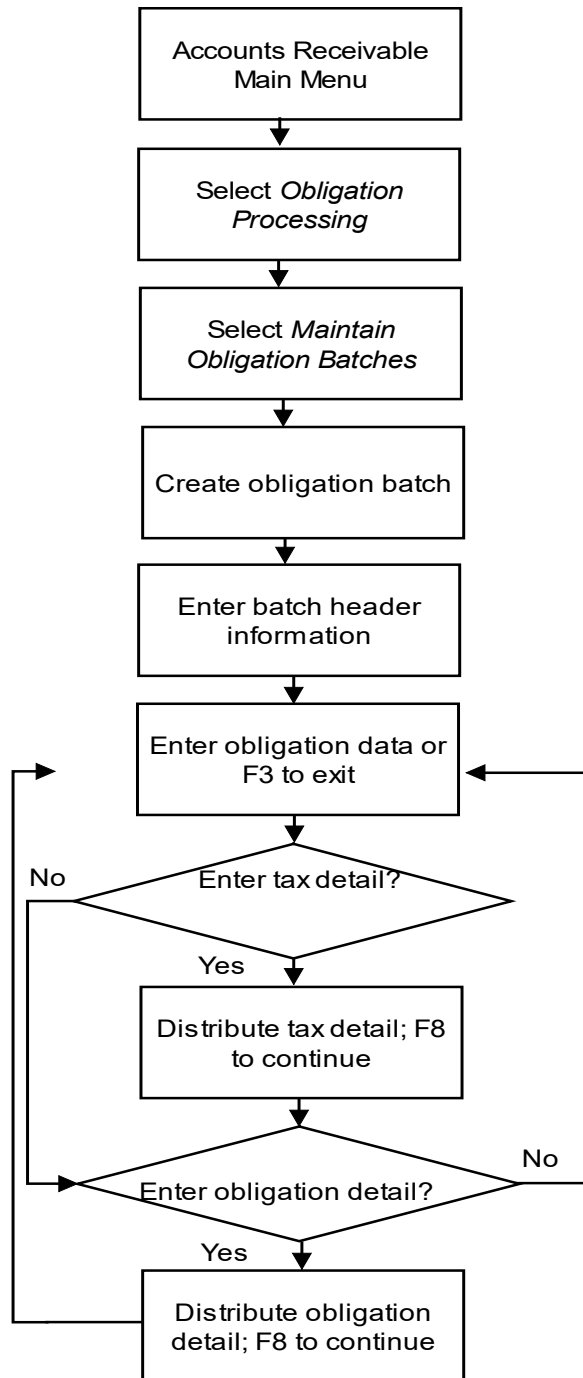 Accounts Receivable
Main Menu
Select Obligation
Processing
Select Maintain
Obligation Batches
Create obligation batch
Enter batch header
information
Enter obligation data or
F3 to exit
No
Enter tax detail?
Yes
Distribute tax detail; F8
to continue
No
Enter obligation detail?
Yes
Distribute obligation
detail; F8 to continue